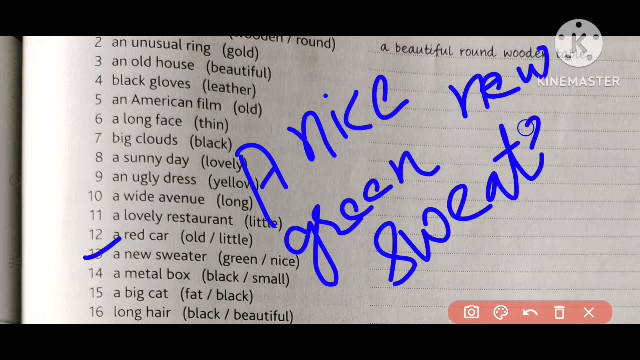 wooden / round)
2 an unusual ring (gold)
a beautiful round wooden
3 an old house (beautiful)
4 black gloves (leather)
5 an American film (old)
6 a long face (thin)
7 big clouds (black)
8 a sunny day (lovely)
9 an ugly dress (yellow)
10 a wide avenue (long)
11 a lovely restaurant (little)
12 a red car (old / little)
13 a new sweater (green / nice)
14 a metal box (black / small)
15 a big cat (fat / black)
16 long hair (black / beautiful)
A nice new
green sweat
KINEMASTER